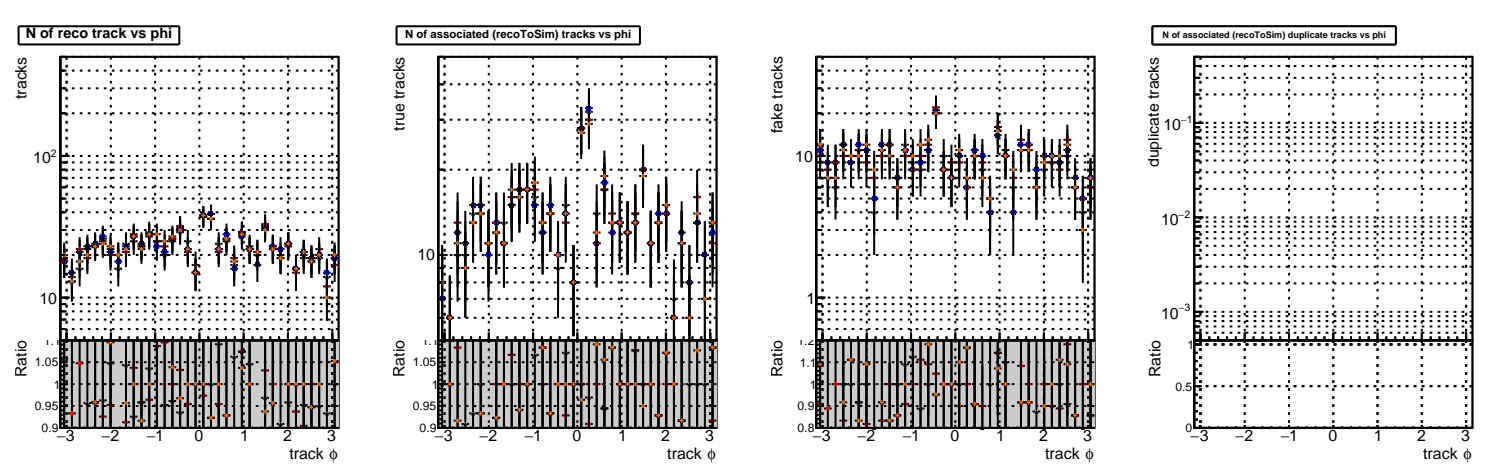 N of reco track vs phi
tracks
10²
10
Ratio
1.05
1
0.95
0.9
−3 −2 −1 0 1 2 3
track ϕ
N of associated (recoToSim) tracks vs phi
true tracks
10
Ratio
1.05
1
0.95
0.9
−3 −2 −1 0 1 2 3
track ϕ
fake tracks
10
1
Ratio
1.2
1.1
1
0.9
0.8
−3 −2 −1 0 1 2 3
track ϕ
N of associated (recoToSim) duplicate tracks vs phi
duplicate tracks
10⁻¹
10⁻²
10⁻³
Ratio
1
0.5
0
−3 −2 −1 0 1 2 3
track ϕ